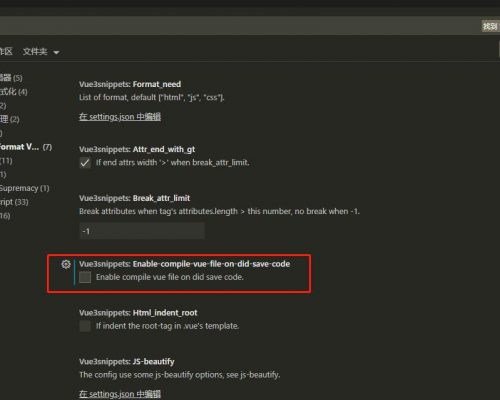 找到
作区 文件夹
辑器 (5)
式化 (4)
2)
理 (2)
Format V... (7)
(11)
(1)
Supremacy (1)
ript (33)
16)
Vue3snippets: Format_need
List of format, default ["html", "js", "css"].
在 settings.json 中编辑
Vue3snippets: Attr_end_with_gt
If end attrs width '>' when break_attr_limit.
Vue3snippets: Break_attr_limit
Break attributes when tag's attributes.length > this number, no break when -1.
-1
Vue3snippets: Enable-compile-vue-file-on-did-save-code
Enable compile vue file on did save code.
Vue3snippets: Html_indent_root
If indent the root-tag in .vue's template.
Vue3snippets: JS-beautify
The config use some js-beautify options, see js-beautify.
在 settings.json 中编辑